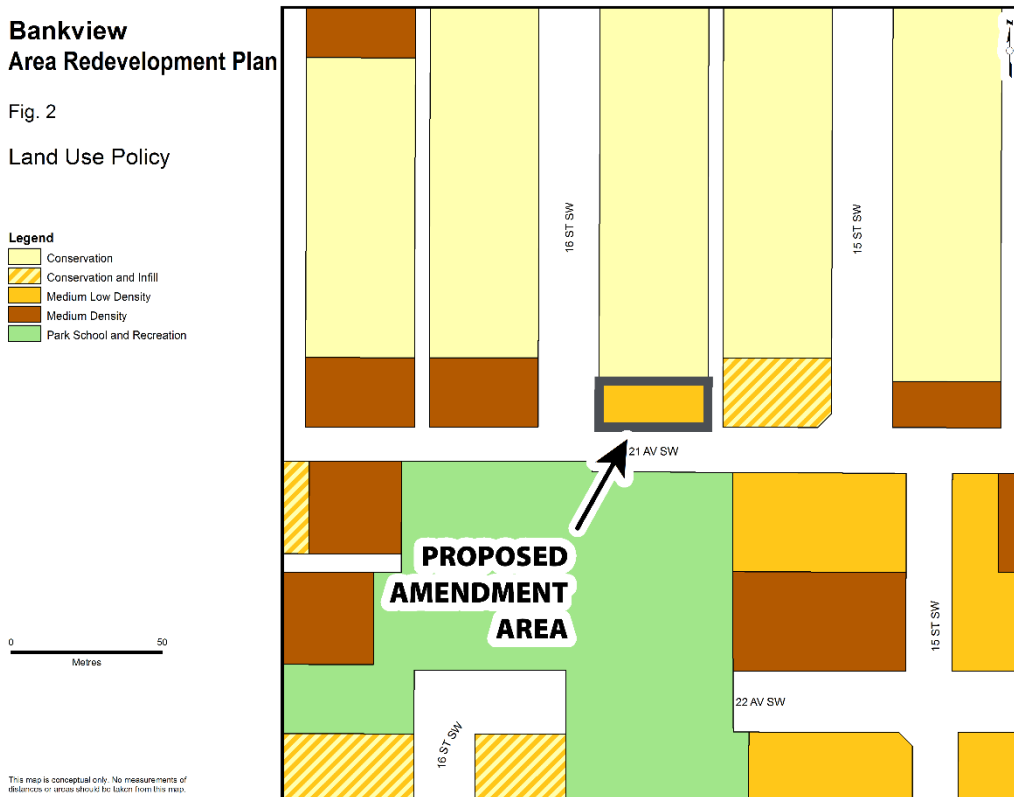 Bankview
Area Redevelopment Plan
Fig. 2
Land Use Policy
Legend
Conservation
Conservation and Infill
Medium Low Density
Medium Density
Park School and Recreation
0 50
Metres
This map is conceptual only. No measurements of
distances or areas should be taken from this map.
16 ST SW
15 ST SW
21 AV SW
PROPOSED
AMENDMENT
AREA
15 ST SW
22 AV SW
16 ST SW